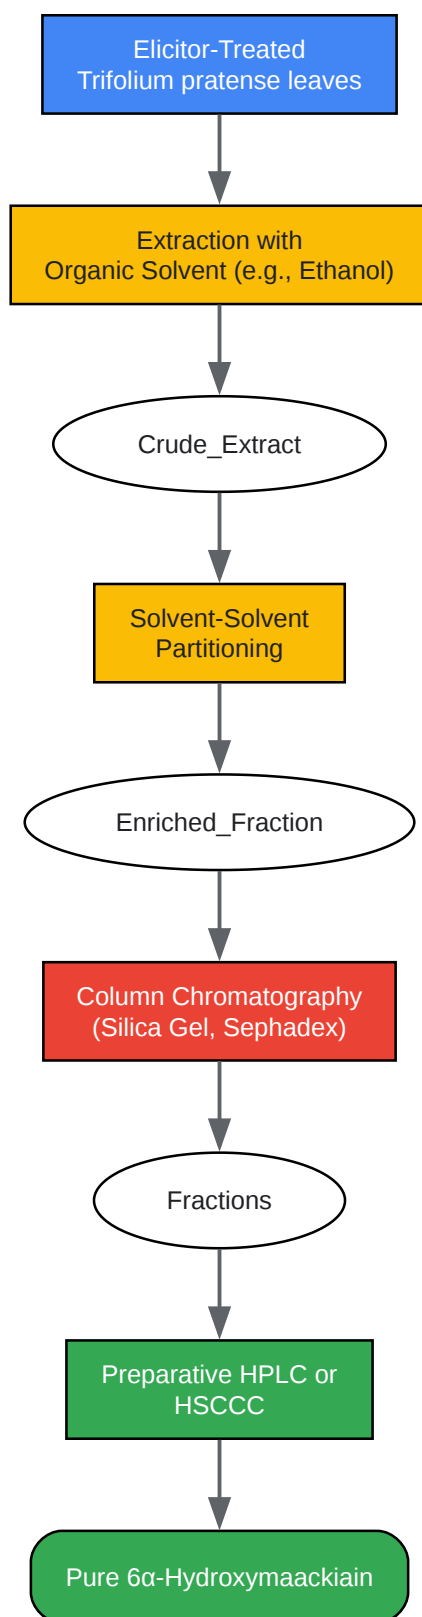 Elicitor-Treated
Trifolium pratense leaves
Extraction with
Organic Solvent (e.g., Ethanol)
Crude_Extract
Solvent-Solvent
Partitioning
Enriched_Fraction
Column Chromatography
(Silica Gel, Sephadex)
Fractions
Preparative HPLC or
HSCCC
Pure 6α-Hydroxymaackiain